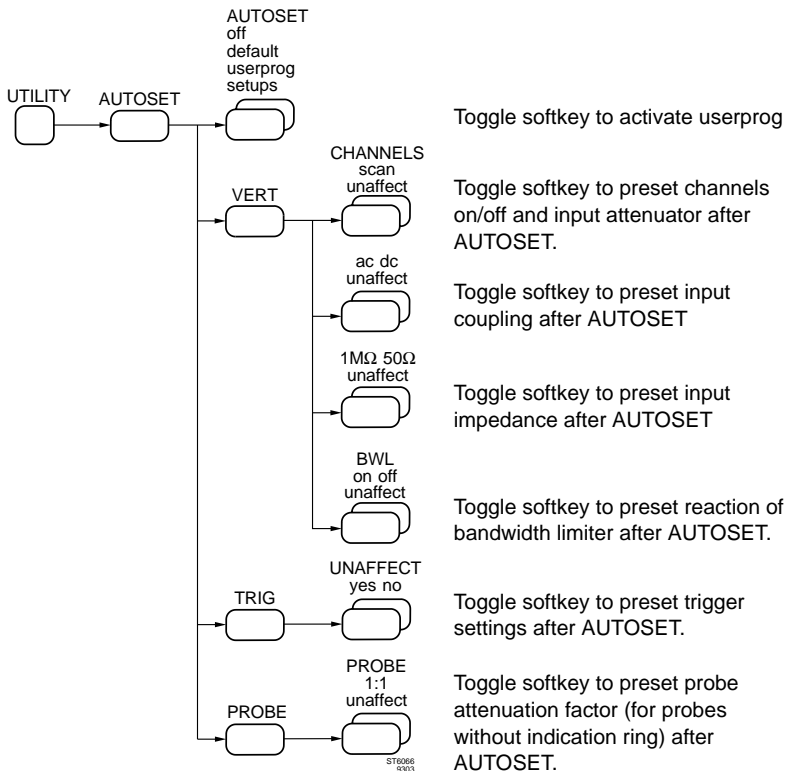 AUTOSET
off
default
userprog
setups
UTILITY
AUTOSET
Toggle softkey to activate userprog
VERT
CHANNELS
scan
unaffect
Toggle softkey to preset channels
on/off and input attenuator after
AUTOSET.
ac dc
unaffect
Toggle softkey to preset input
coupling after AUTOSET
1MΩ 50Ω
unaffect
Toggle softkey to preset input
impedance after AUTOSET
BWL
on off
unaffect
Toggle softkey to preset reaction of
bandwidth limiter after AUTOSET.
TRIG
UNAFFECT
yes no
Toggle softkey to preset trigger
settings after AUTOSET.
PROBE
PROBE
1:1
unaffect
Toggle softkey to preset probe
attenuation factor (for probes
without indication ring) after
AUTOSET.
ST6066
9303